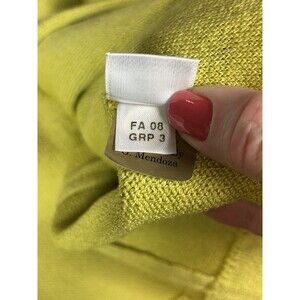 FA 08
GRP 3
G. Mendoza